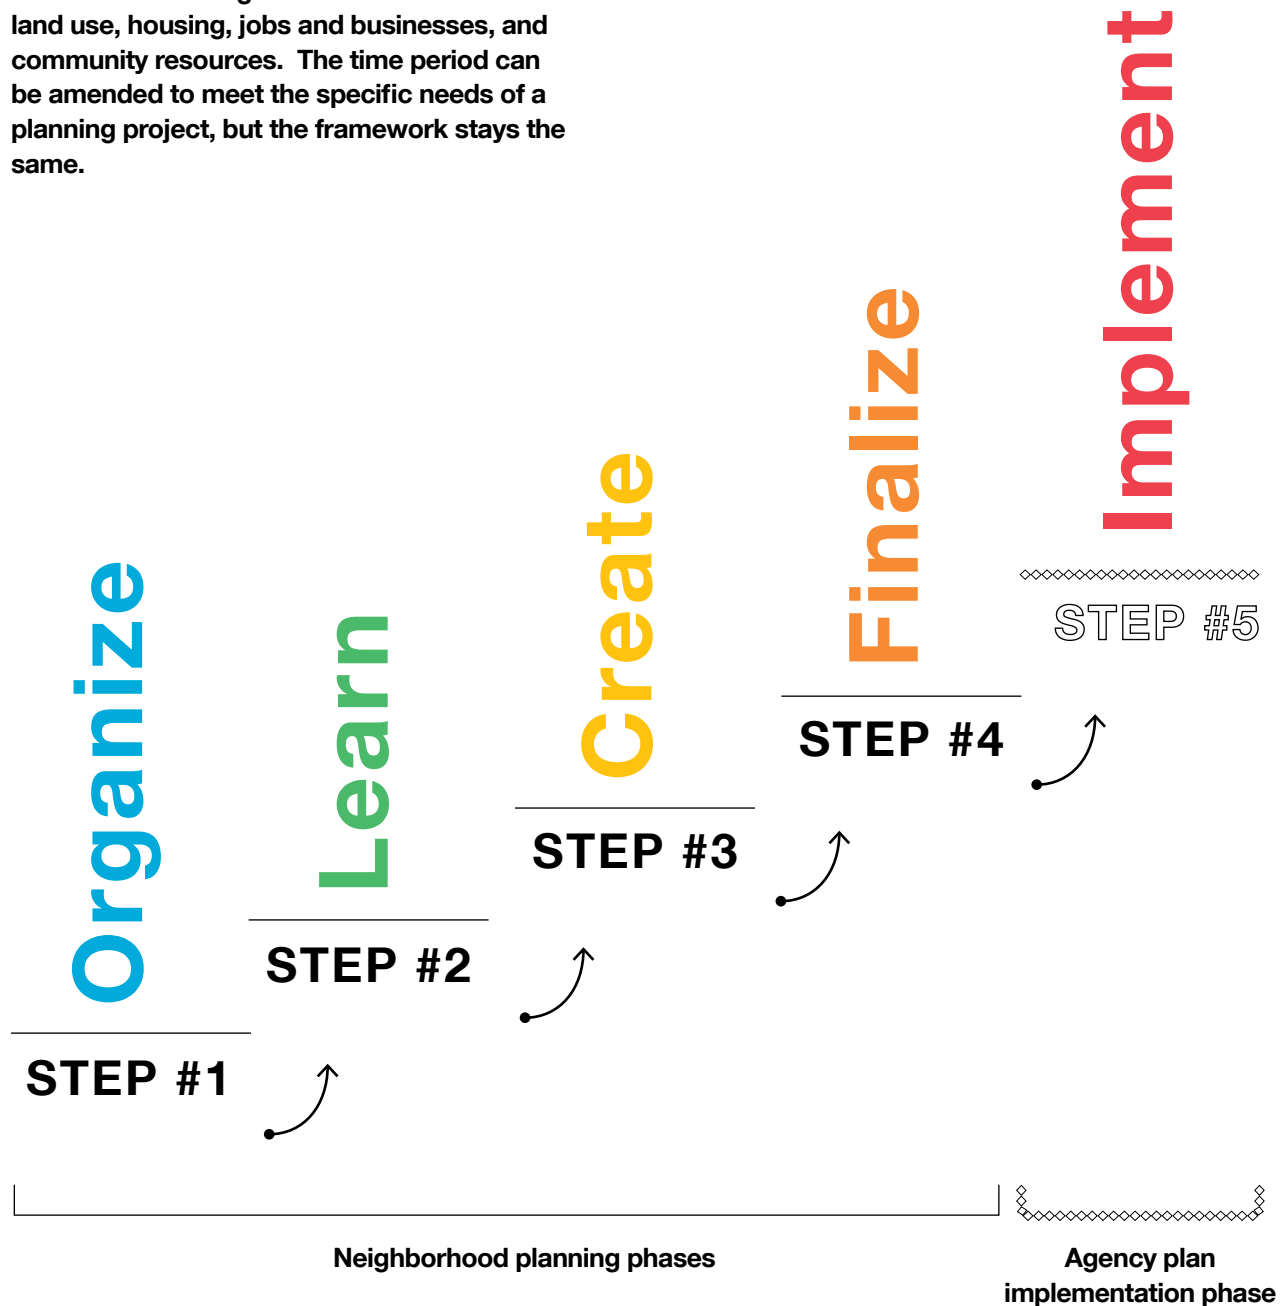 land use, housing, jobs and businesses, and
community resources.  The time period can
be amended to meet the specific needs of a
planning project, but the framework stays the
same.
Organize
STEP #1
Learn
STEP #2
Create
STEP #3
Finalize
STEP #4
Implement
STEP #5
Neighborhood planning phases
Agency plan
implementation phase